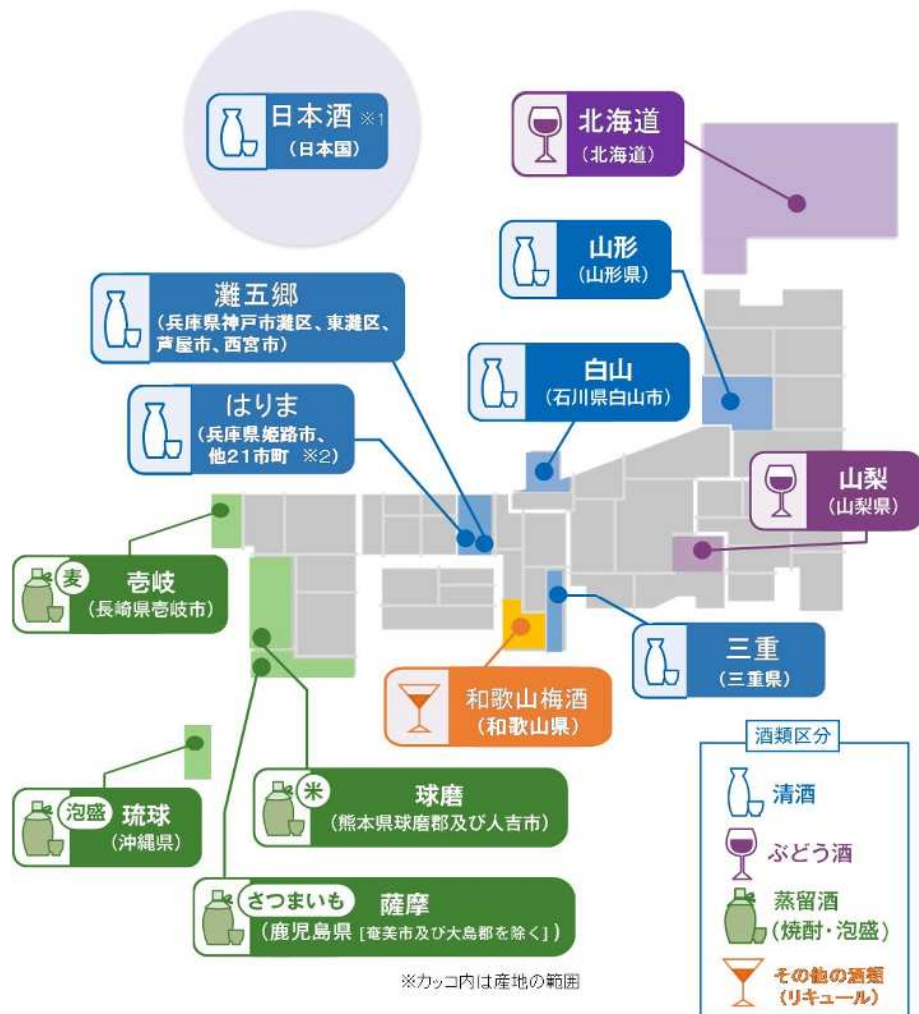 日本酒 ※1
(日本国)
北海道
(北海道)
山形
(山形県)
灘五郷
(兵庫県神戸市灘区、東灘区、
芦屋市、西宮市)
白山
(石川県白山市)
はりま
(兵庫県姫路市、
他21市町 ※2)
山梨
(山梨県)
麦
壱岐
(長崎県壱岐市)
三重
(三重県)
和歌山梅酒
(和歌山県)
泡盛
琉球
(沖縄県)
米
球磨
(熊本県球磨郡及び人吉市)
さつまいも
薩摩
(鹿児島県 [奄美市及び大島郡を除く] )
※カッコ内は産地の範囲
酒類区分
清酒
ぶどう酒
蒸留酒
(焼酎・泡盛)
その他の酒類
(リキュール)